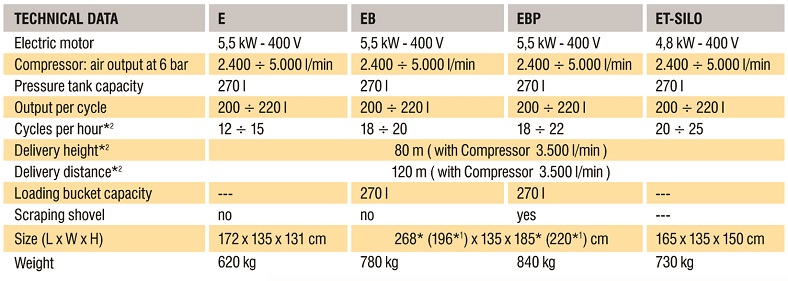 TECHNICAL DATA E EB EBP ET-SILO
Electric motor 5,5 kW - 400 V 5,5 kW - 400 V 5,5 kW - 400 V 4,8 kW - 400 V
Compressor: air output at 6 bar 2.400 ÷ 5.000 l/min 2.400 ÷ 5.000 l/min 2.400 ÷ 5.000 l/min 2.400 ÷ 5.000 l/min
Pressure tank capacity 270 l 270 l 270 l 270 l
Output per cycle 200 ÷ 220 l 200 ÷ 220 l 200 ÷ 220 l 200 ÷ 220 l
Cycles per hour*² 12 ÷ 15 18 ÷ 20 18 ÷ 22 20 ÷ 25
Delivery height*² 80 m ( with Compressor 3.500 l/min )
Delivery distance*² 120 m ( with Compressor 3.500 l/min )
Loading bucket capacity --- 270 l 270 l ---
Scraping shovel no no yes ---
Size (L x W x H) 172 x 135 x 131 cm 268* (196*¹) x 135 x 185* (220*¹) cm 165 x 135 x 150 cm
Weight 620 kg 780 kg 840 kg 730 kg